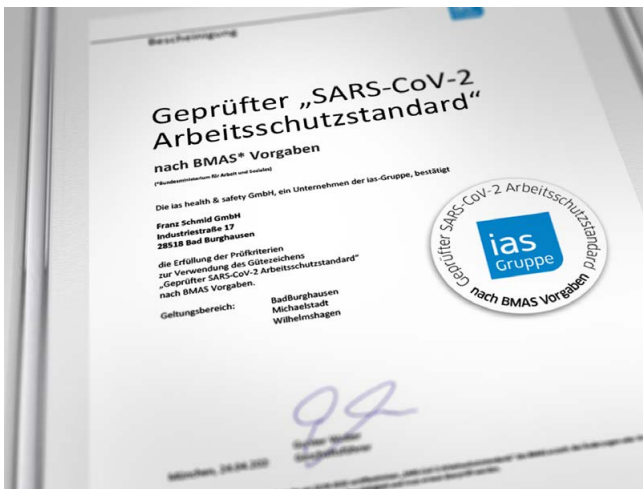 Bescheinigung
Geprüfter „SARS-CoV-2
Arbeitsschutzstandard“
nach BMAS* Vorgaben
(*Bundesministerium für Arbeit und Soziales)
Die ias health & safety GmbH, ein Unternehmen der ias-Gruppe, bestätigt
Franz Schmid GmbH
Industriestraße 17
28518 Bad Burghausen
die Erfüllung der Prüfkriterien
zur Verwendung des Gütezeichens
„Geprüfter SARS-CoV-2 Arbeitsschutzstandard“
nach BMAS Vorgaben.
Geltungsbereich: BadBurghausen
Michaelstadt
Wilhelmshagen
Geprüfter SARS-CoV-2 Arbeitsschutzstandard
ias
Gruppe
nach BMAS Vorgaben
München,
Geschäftsführer